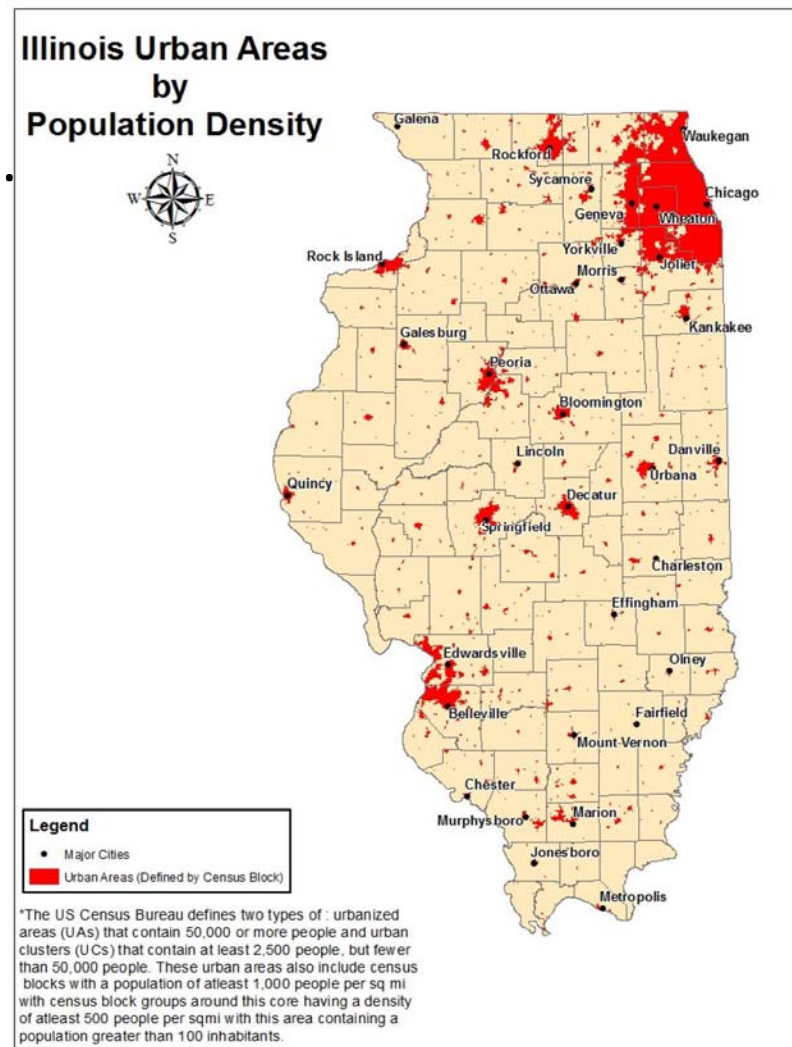 Illinois Urban Areas
by
Population Density
N
W
E
S
Galena
Waukegan
Rockford
Sycamore
Chicago
Geneva
Wheaton
Yorkville
Rock Island
Joliet
Morris
Ottawa
Kankakee
Galesburg
Peoria
Bloomington
Lincoln
Danville
Urbana
Quincy
Decatur
Springfield
Charleston
Effingham
Edwardsville
Olney
Belleville
Fairfield
Mount Vernon
Chester
Murphysboro
Marion
Jonesboro
Metropolis
Legend
Major Cities
Urban Areas (Defined by Census Block)
*The US Census Bureau defines two types of : urbanized
areas (UAs) that contain 50,000 or more people and urban
clusters (UCs) that contain at least 2,500 people, but fewer
than 50,000 people. These urban areas also include census
blocks with a population of atleast 1,000 people per sq mi
with census block groups around this core having a density
of atleast 500 people per sqmi with this area containing a
population greater than 100 inhabitants.